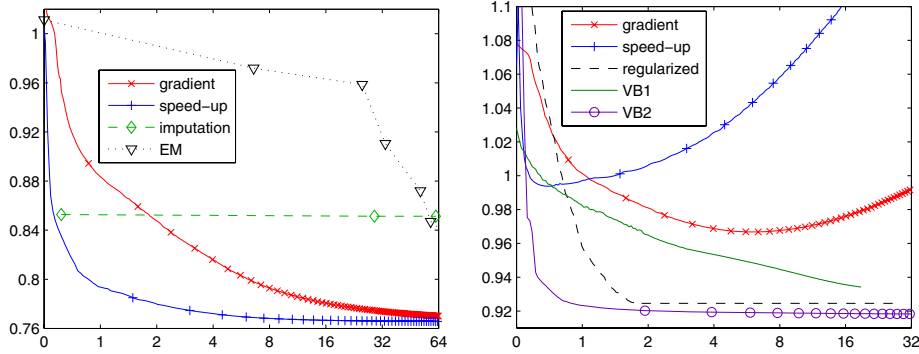 1
0.96
0.92
0.88
0.84
0.8
0.76
0 1 2 4 8 16 32 64
gradient
speed-up
imputation
EM
1.1
1.08
1.06
1.04
1.02
1
0.98
0.96
0.94
0.92
0 1 2 4 8 16 32
gradient
speed-up
regularized
VB1
VB2